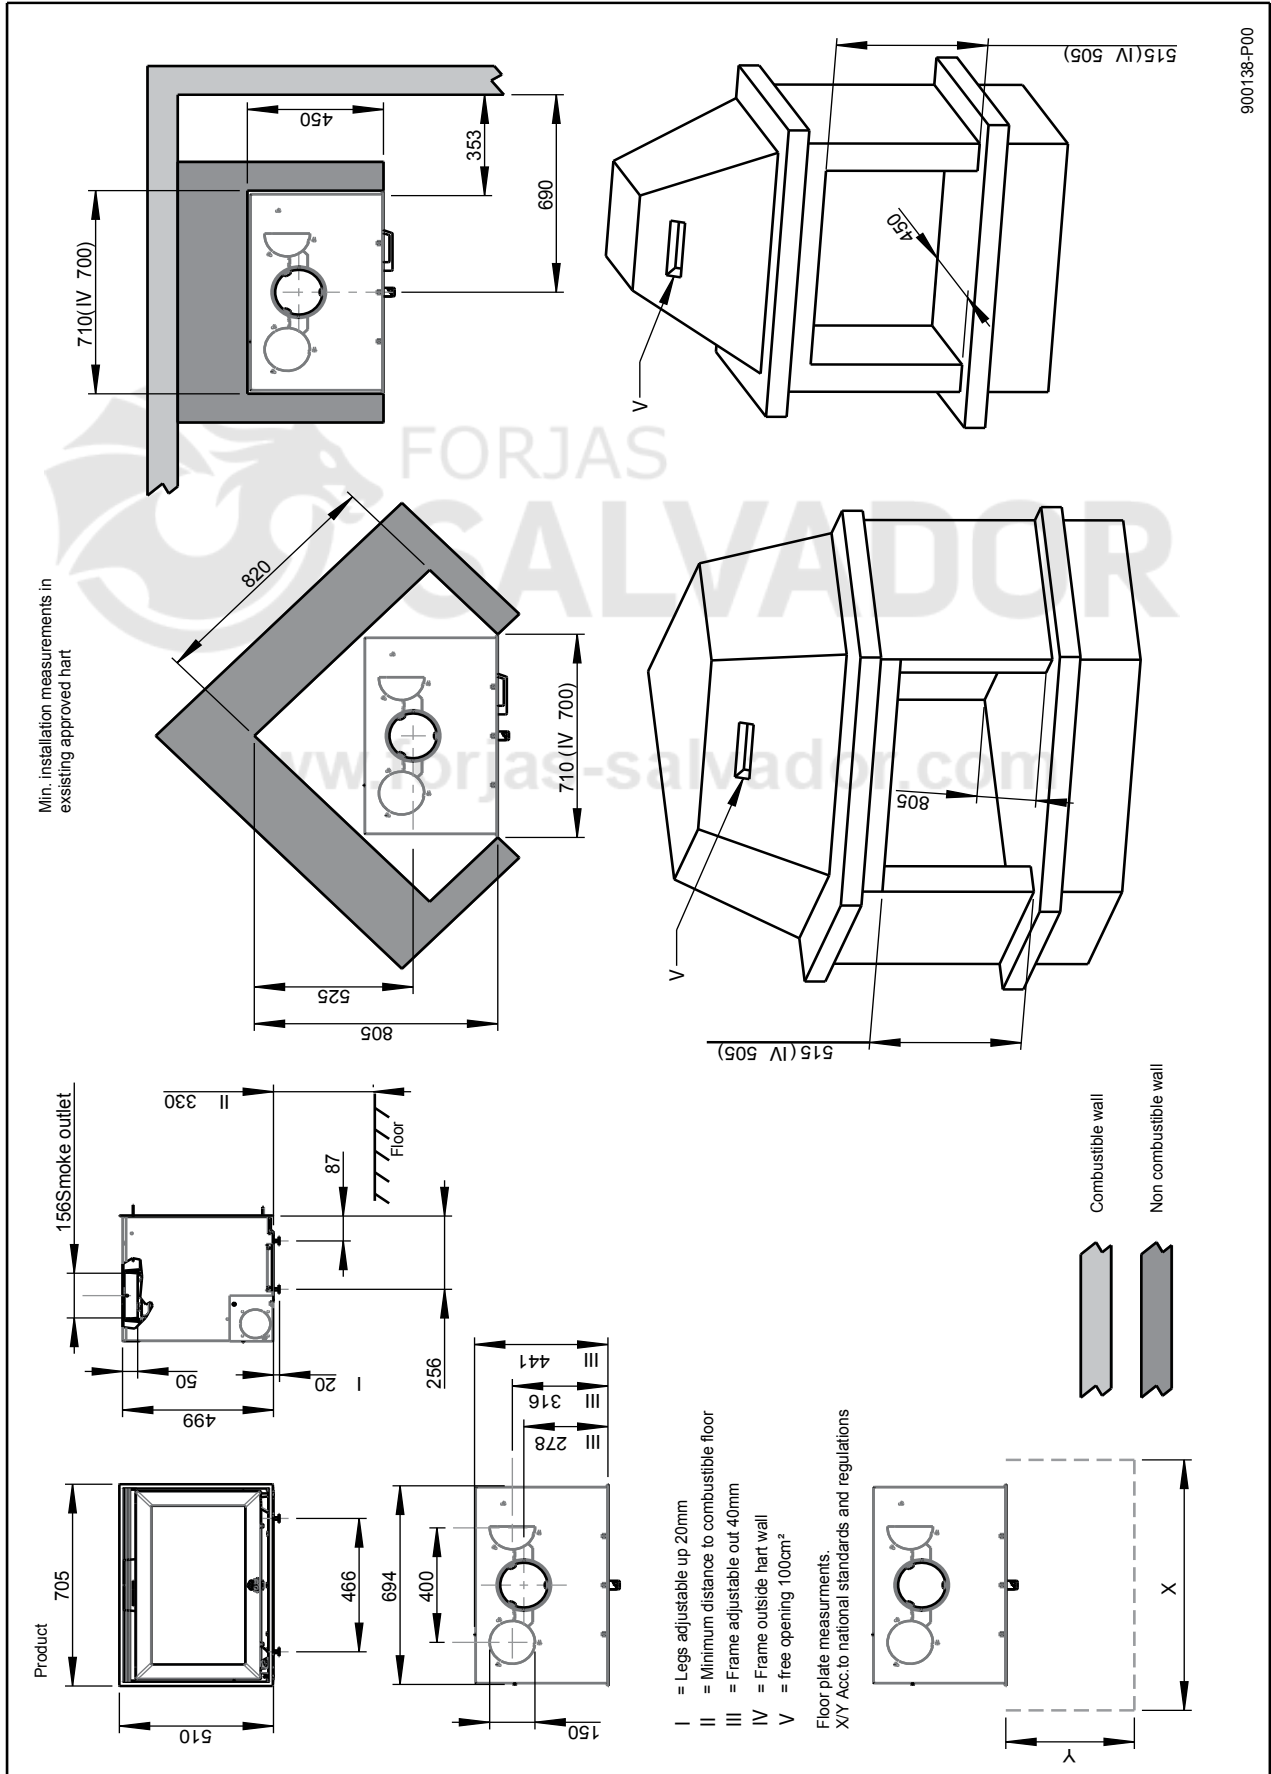 Product
705
510
466
499
50
20 I
156Smoke outlet
330 II
Floor
87
256
694
400
150
441 III
316 III
278 III
I = Legs adjustable up 20mm
II = Minimum distance to combustible floor
III = Frame adjustable out 40mm
IV = Frame outside hart wall
V = free opening 100cm²
Floor plate measurments.
X/Y Acc.to national standards and regulations
X
Y
Combustible wall
Non combustible wall
Min. installation measurements in
exsisting approved hart
820
525
805
710 (IV 700)
710(IV 700)
450
353
690
V
515(IV 505)
805
V
515(IV 505)
450
FORJAS
SALVADOR
www.forjas-salvador.com
900138-P00